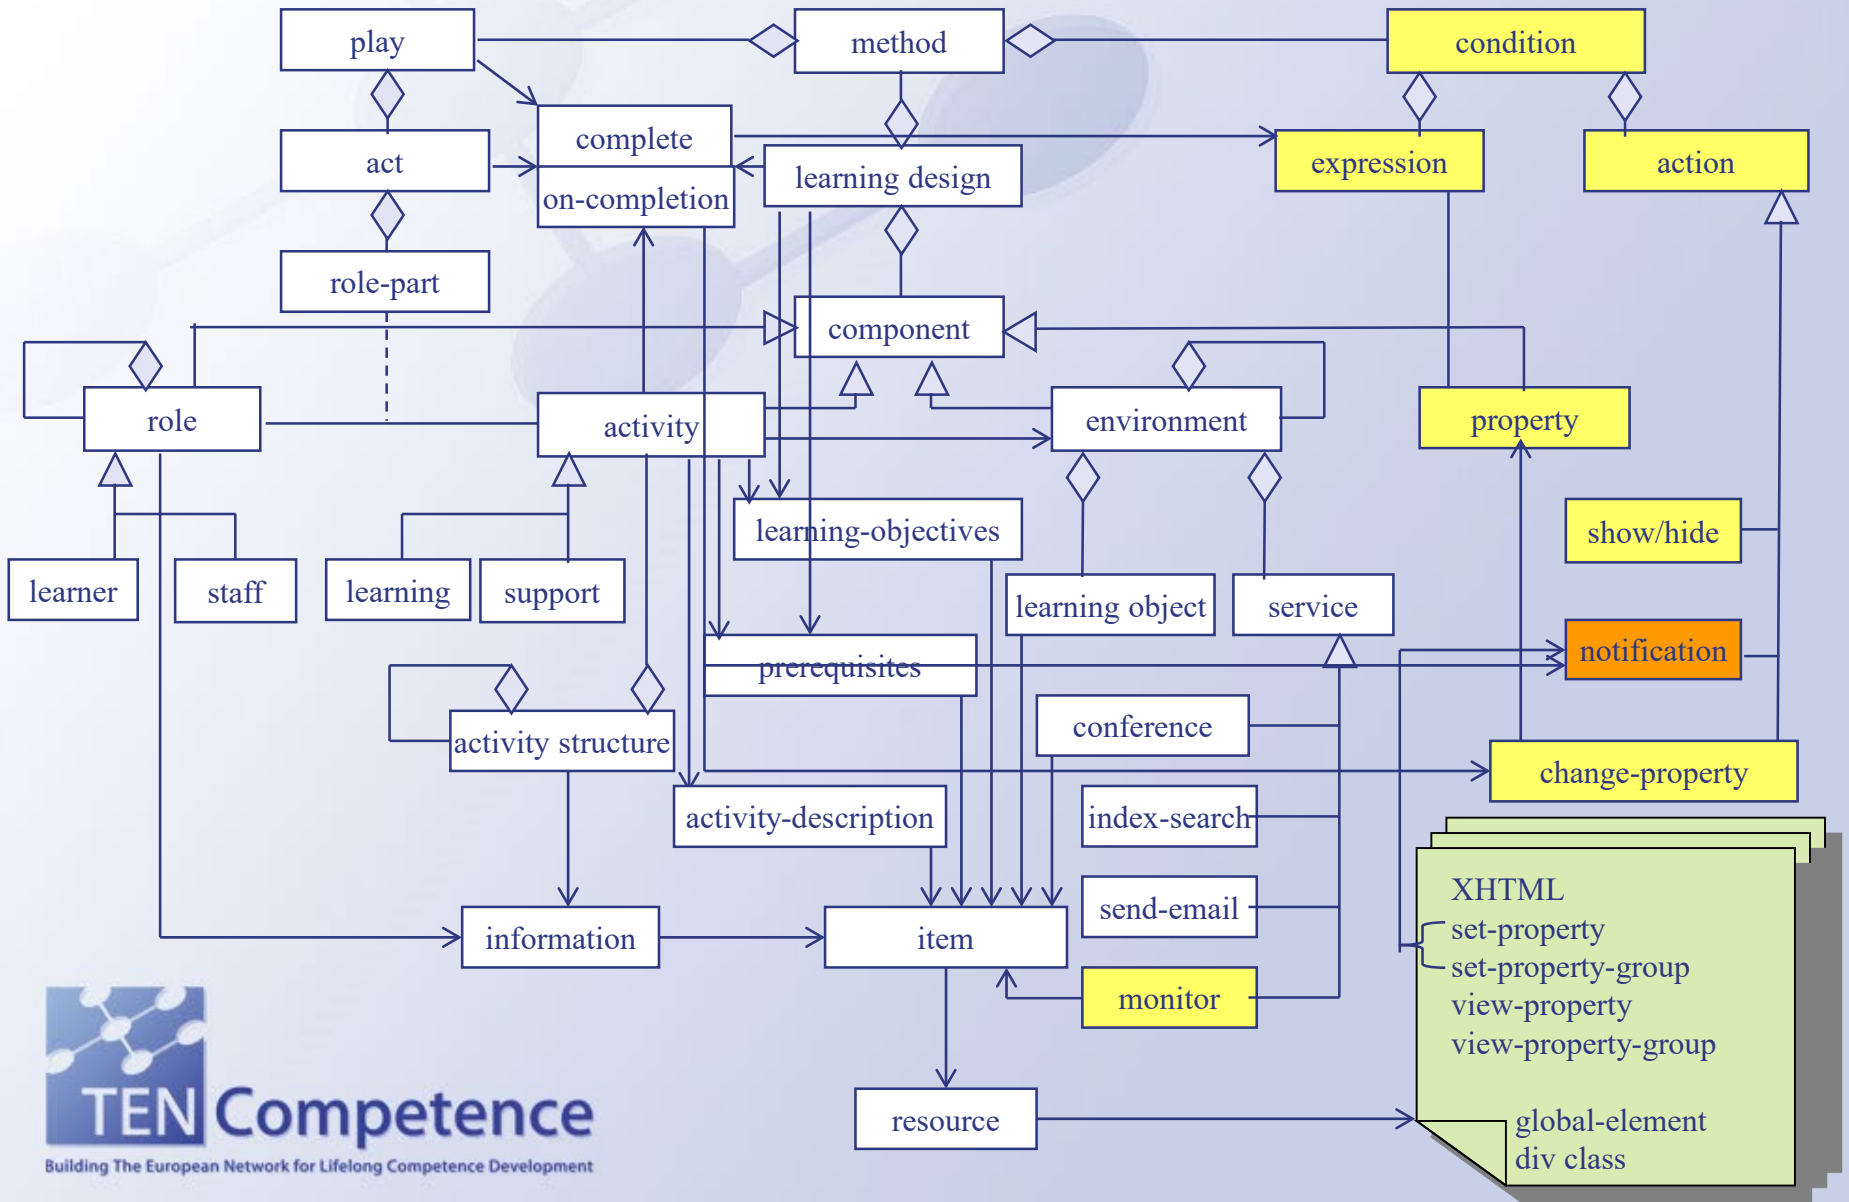 play
method
condition
complete
act
learning design
expression
action
on-completion
role-part
component
role
activity
environment
property
learning-objectives
show/hide
learner
staff
learning
support
learning object
service
prerequisites
notification
conference
activity structure
change-property
activity-description
index-search
XHTML
send-email
set-property
information
item
set-property-group
monitor
view-property
view-property-group
resource
global-element
div class
TENCompetence
Building The European Network for Lifelong Competence Development